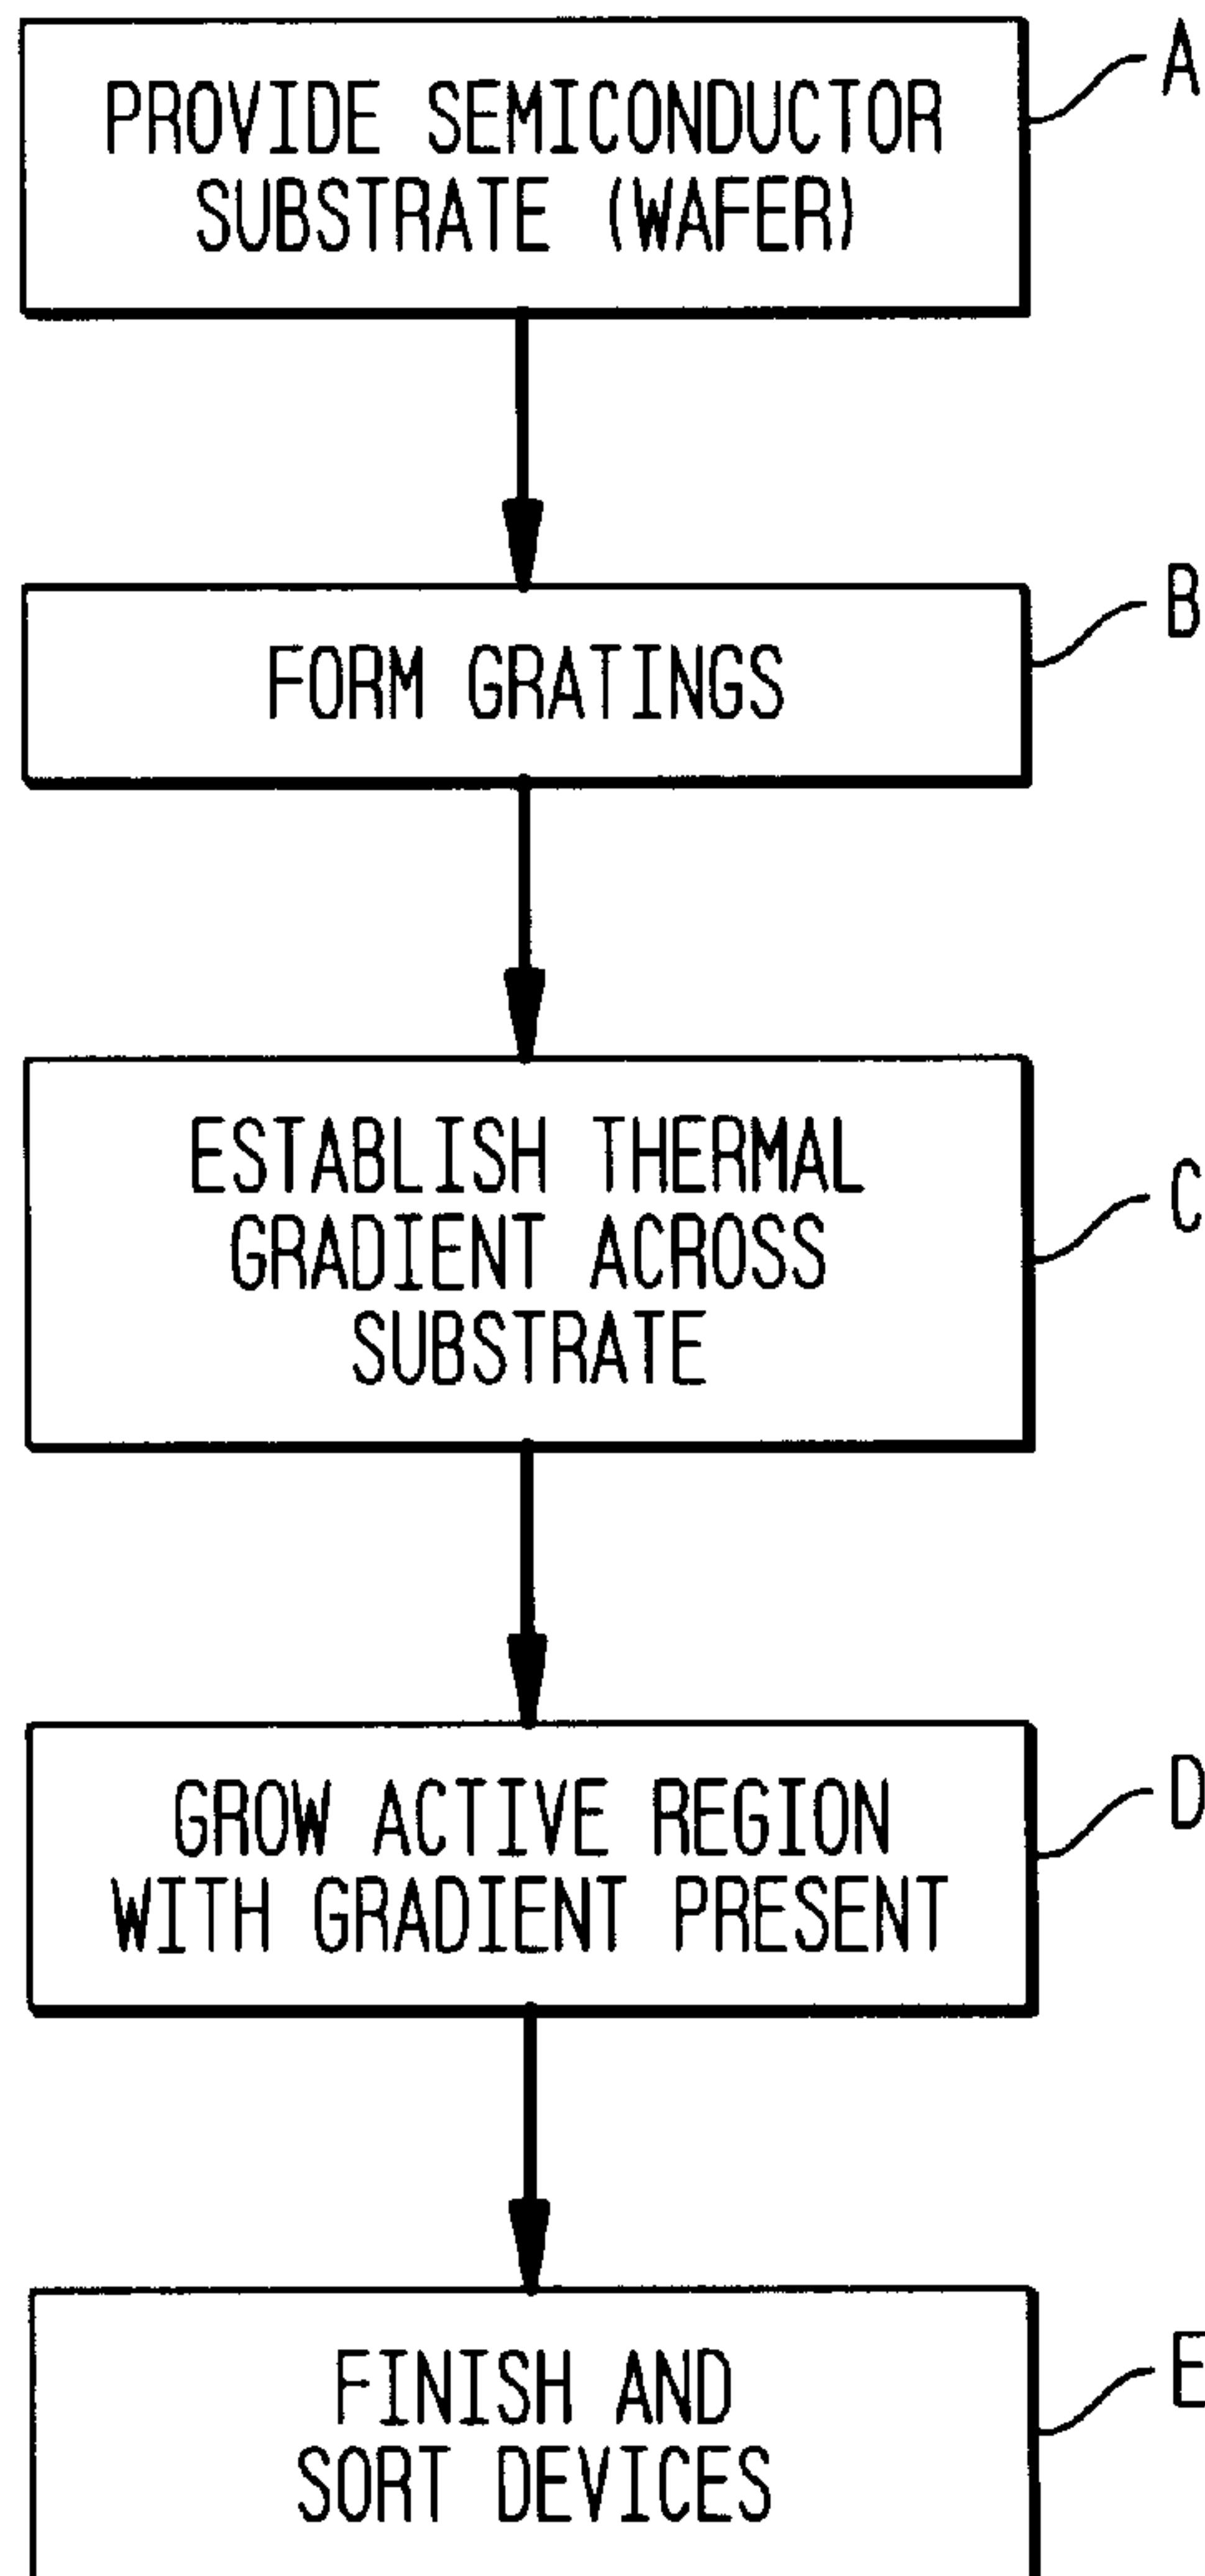 PROVIDE SEMICONDUCTOR
SUBSTRATE (WAFER)
A
FORM GRATINGS
B
ESTABLISH THERMAL
GRADIENT ACROSS
SUBSTRATE
C
GROW ACTIVE REGION
WITH GRADIENT PRESENT
D
FINISH AND
SORT DEVICES
E